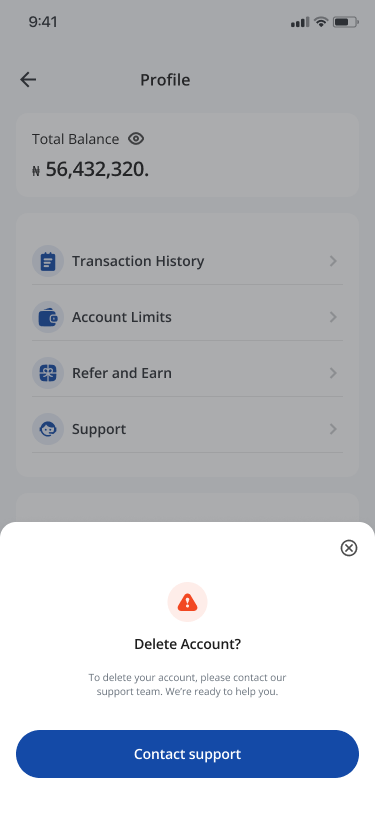 9:41
Profile
Total Balance
₦ 56,432,320.
Transaction History
Account Limits
Refer and Earn
Support
Delete Account?
To delete your account, please contact our
support team. We’re ready to help you.
Contact support